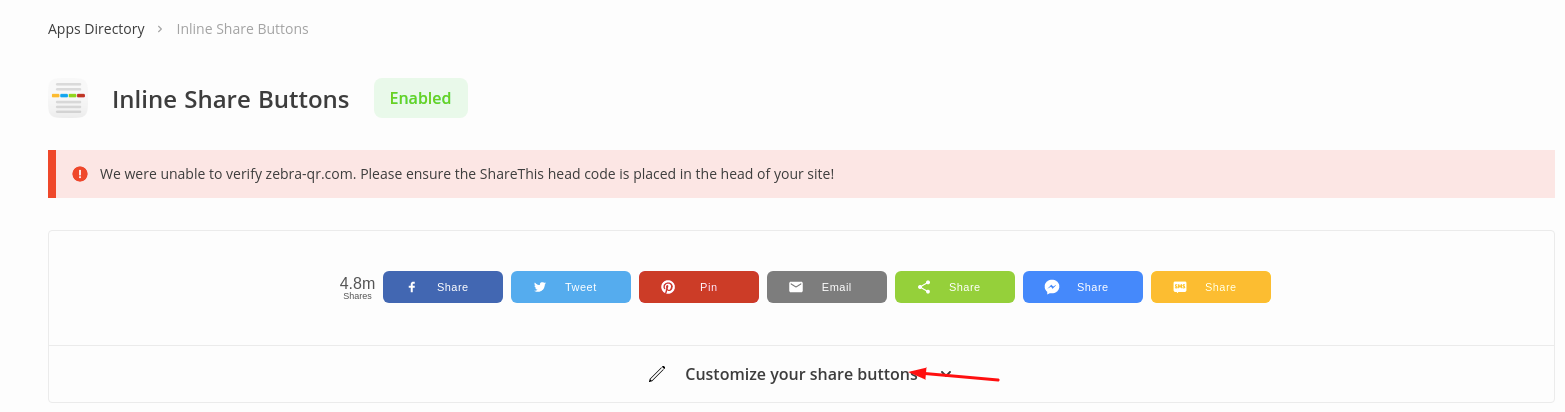 Apps Directory > Inline Share Buttons
Inline Share Buttons Enabled
We were unable to verify zebra-qr.com. Please ensure the ShareThis head code is placed in the head of your site!
4.8m
Shares
Share Tweet Pin Email Share Share SMS Share
Customize your share buttons